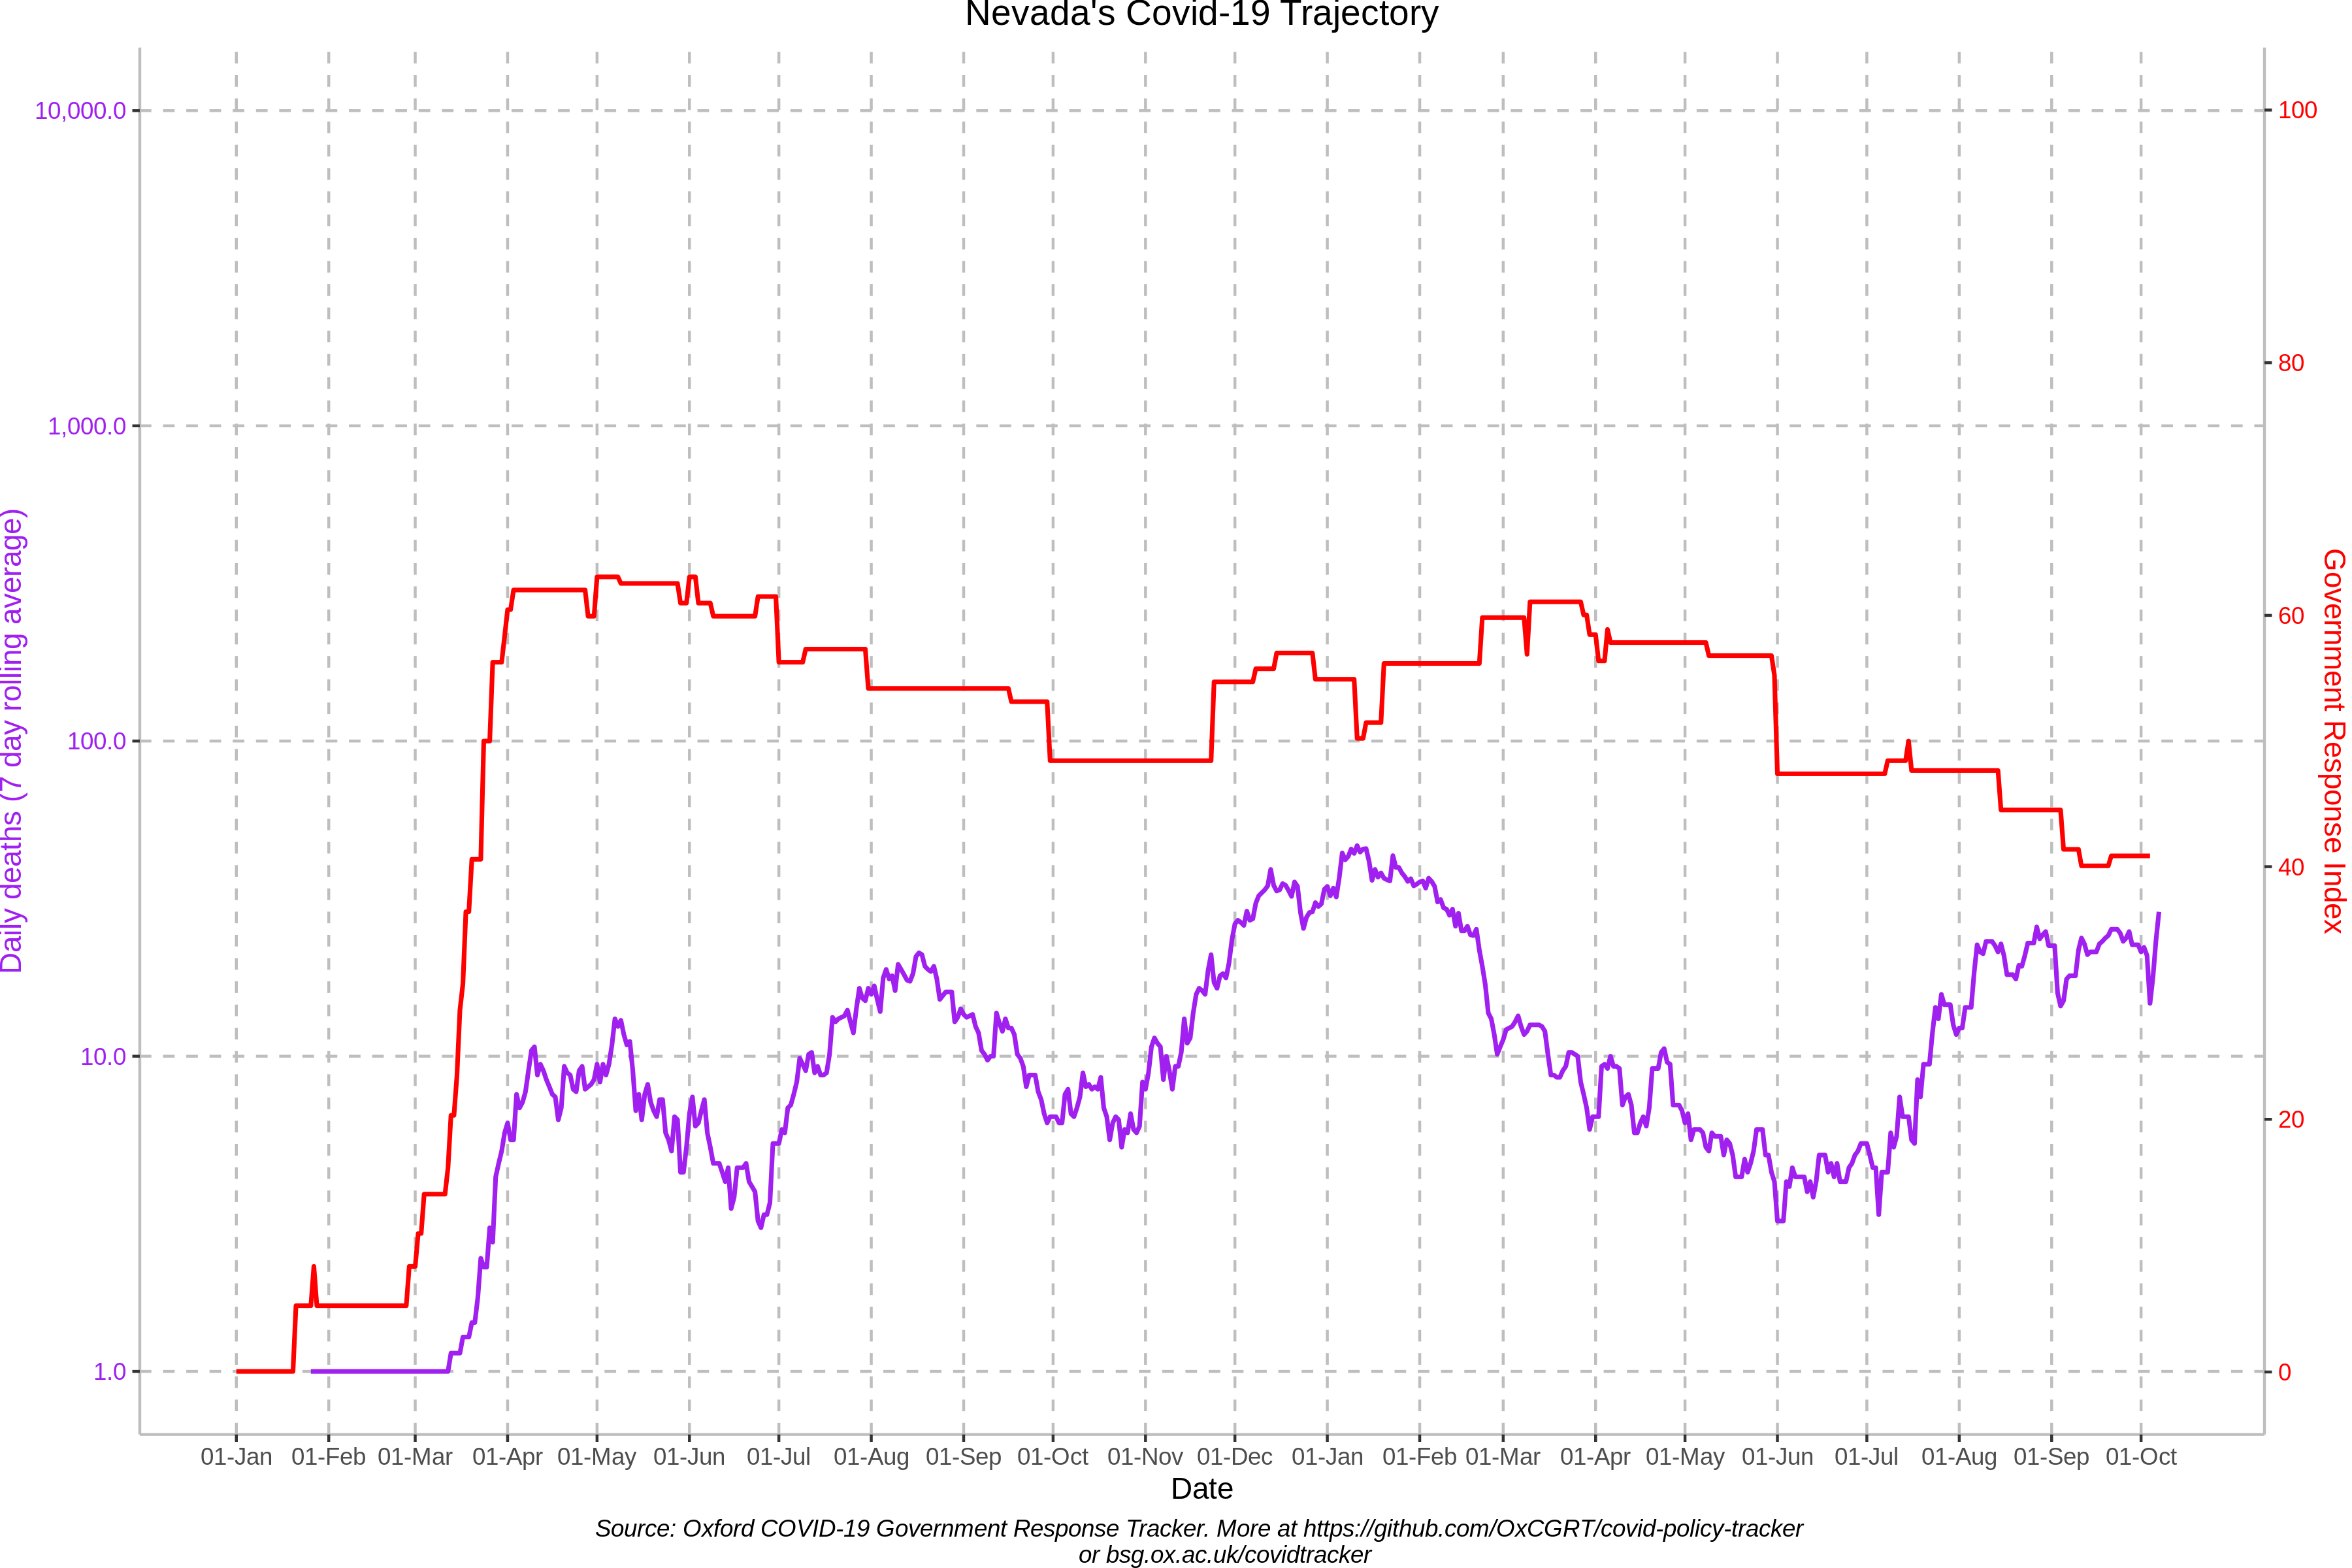 Nevada's Covid-19 Trajectory
10,000.0
1,000.0
100.0
10.0
1.0
Daily deaths (7 day rolling average)
100
80
60
40
20
0
Government Response Index
01-Jan 01-Feb 01-Mar 01-Apr 01-May 01-Jun 01-Jul 01-Aug 01-Sep 01-Oct 01-Nov 01-Dec 01-Jan 01-Feb 01-Mar 01-Apr 01-May 01-Jun 01-Jul 01-Aug 01-Sep 01-Oct
Date
Source: Oxford COVID-19 Government Response Tracker. More at https://github.com/OxCGRT/covid-policy-tracker
or bsg.ox.ac.uk/covidtracker